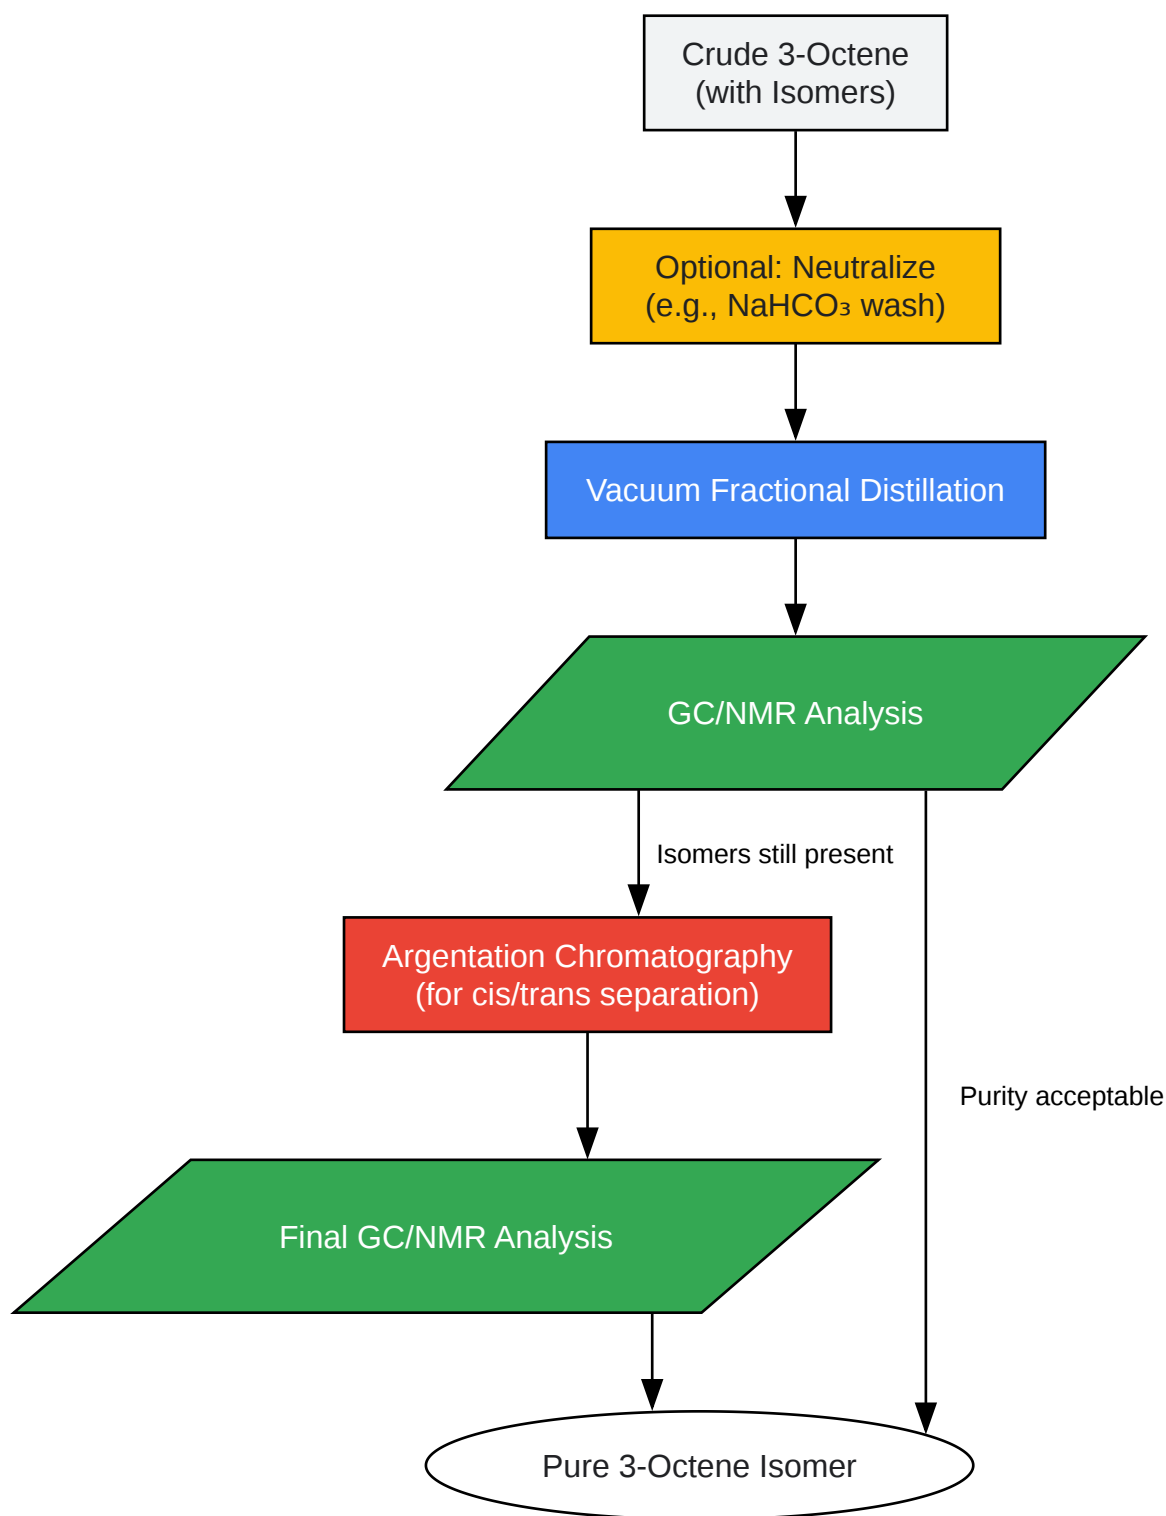 Crude 3-Octene
(with Isomers)
Optional: Neutralize
(e.g., NaHCO₃ wash)
Vacuum Fractional Distillation
GC/NMR Analysis
Isomers still present
Argentation Chromatography
(for cis/trans separation)
Purity acceptable
Final GC/NMR Analysis
Pure 3-Octene Isomer